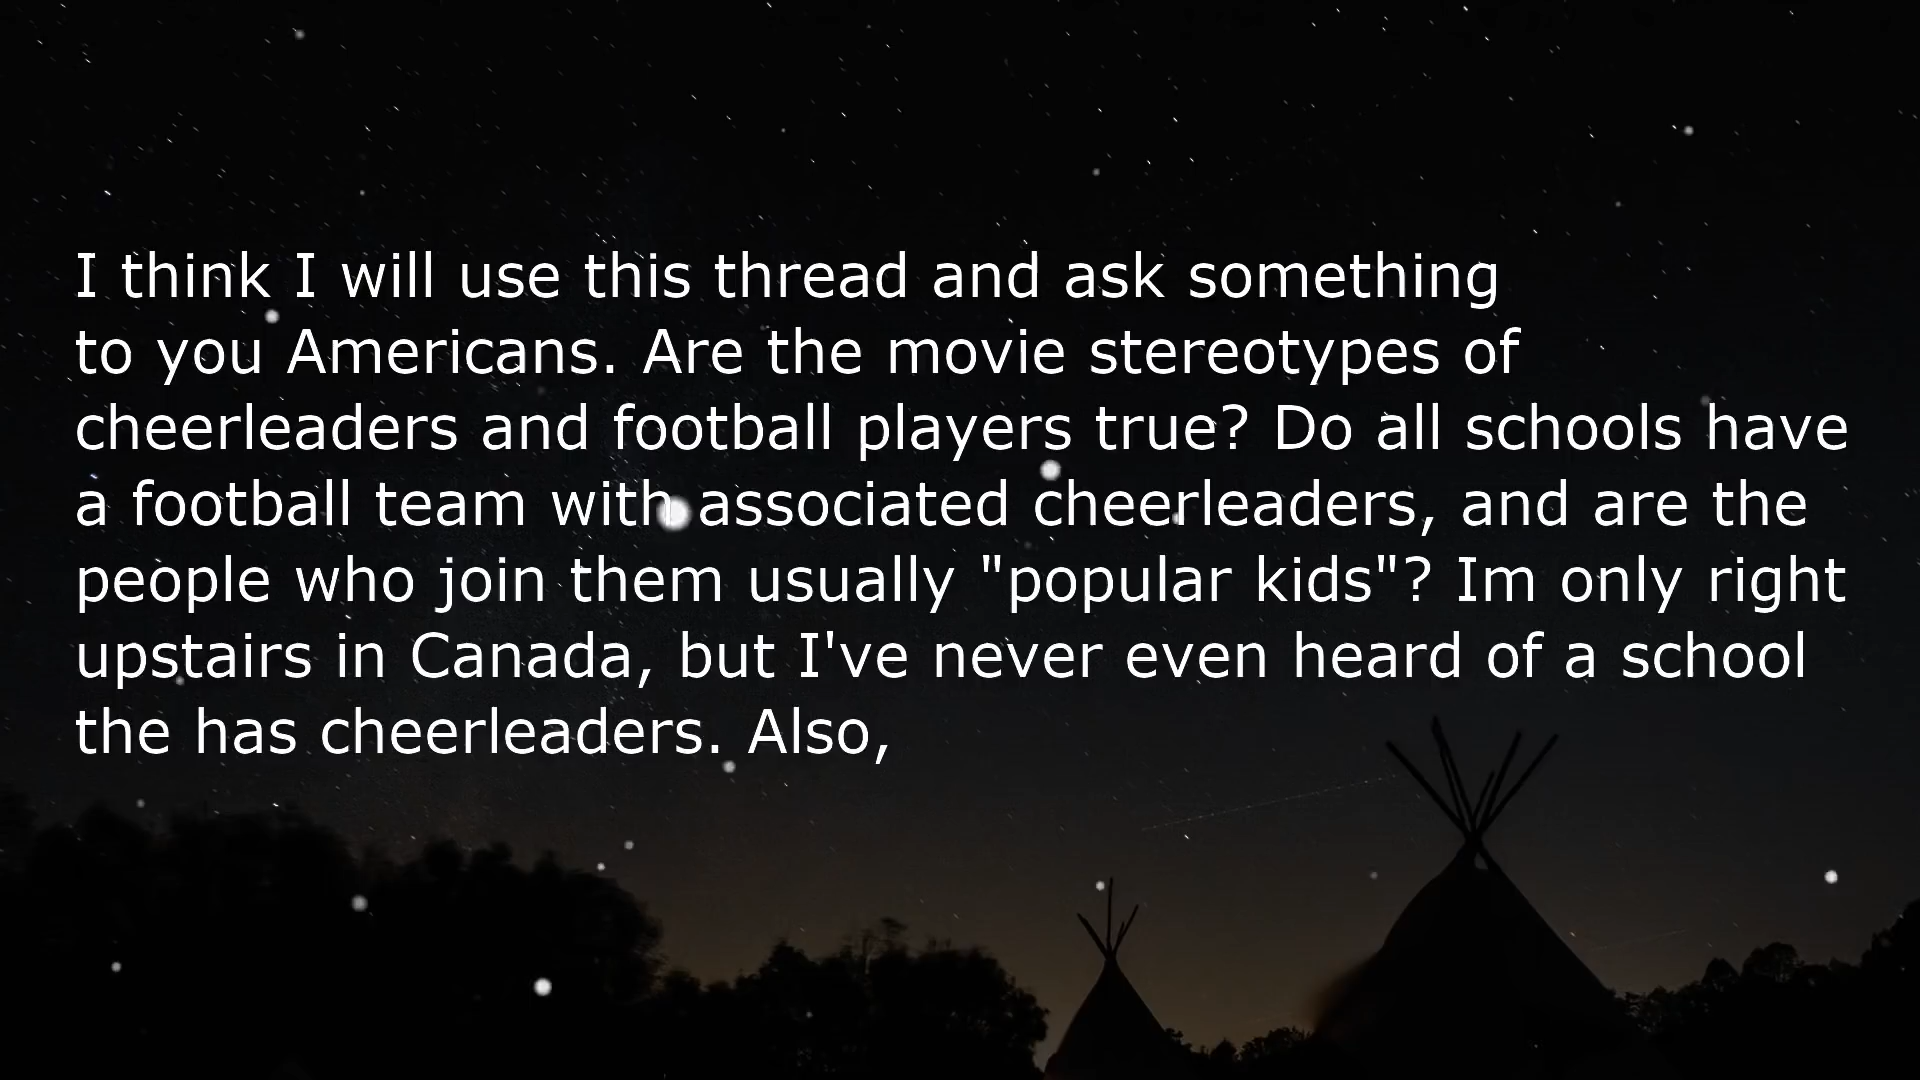 I think I will use this thread and ask something
to you Americans. Are the movie stereotypes of
cheerleaders and football players true? Do all schools have
a football team with associated cheerleaders, and are the
people who join them usually "popular kids"? Im only right
upstairs in Canada, but I've never even heard of a school
the has cheerleaders. Also,